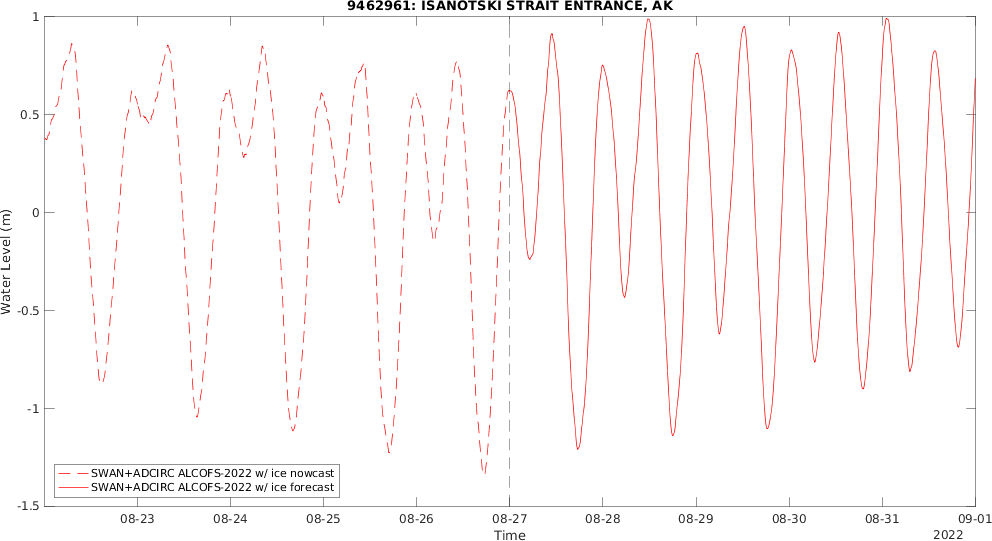 9462961: ISANOTSKI STRAIT ENTRANCE, AK
1
0.5
0
-0.5
-1
-1.5
Water Level (m)
SWAN+ADCIRC ALCOFS-2022 w/ ice nowcast
SWAN+ADCIRC ALCOFS-2022 w/ ice forecast
08-23 08-24 08-25 08-26 08-27 08-28 08-29 08-30 08-31 09-01
Time
2022